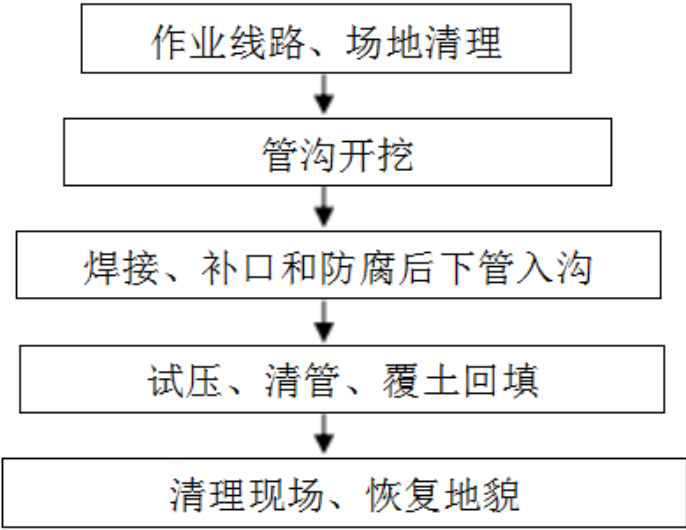 作业线路、场地清理
管沟开挖
焊接、补口和防腐后下管入沟
试压、清管、覆土回填
清理现场、恢复地貌